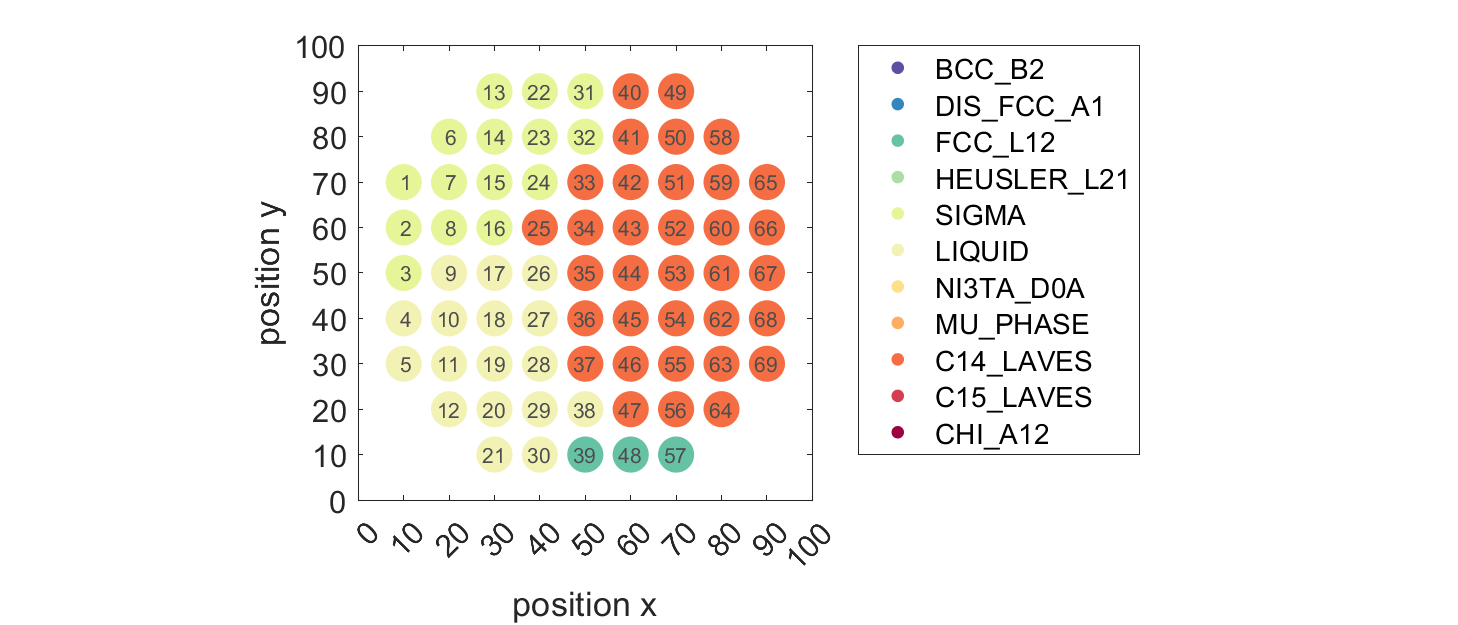 100
90
80
70
60
50
40
30
20
10
0
position y
13 22 31 40 49
6 14 23 32 41 50 58
1 7 15 24 33 42 51 59 65
2 8 16 25 34 43 52 60 66
3 9 17 26 35 44 53 61 67
4 10 18 27 36 45 54 62 68
5 11 19 28 37 46 55 63 69
12 20 29 38 47 56 64
21 30 39 48 57
0 10 20 30 40 50 60 70 80 90 100
position x
BCC_B2
DIS_FCC_A1
FCC_L12
HEUSLER_L21
SIGMA
LIQUID
NI3TA_D0A
MU_PHASE
C14_LAVES
C15_LAVES
CHI_A12